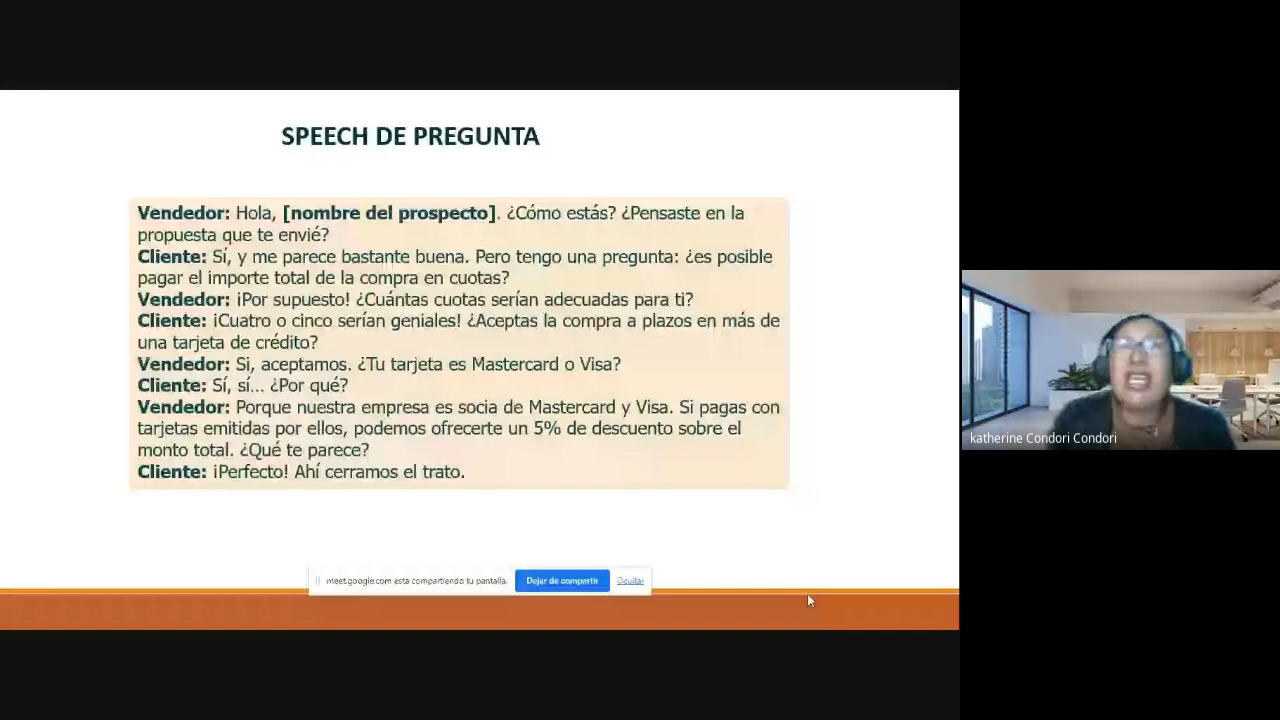 SPEECH DE PREGUNTA
Vendedor: Hola, [nombre del prospecto]. ¿Cómo estás? ¿Pensaste en la
propuesta que te envié?
Cliente: Sí, y me parece bastante buena. Pero tengo una pregunta: ¿es posible
pagar el importe total de la compra en cuotas?
Vendedor: ¡Por supuesto! ¿Cuántas cuotas serían adecuadas para ti?
Cliente: ¡Cuatro o cinco serían geniales! ¿Aceptas la compra a plazos en más de
una tarjeta de crédito?
Vendedor: Si, aceptamos. ¿Tu tarjeta es Mastercard o Visa?
Cliente: Sí, sí... ¿Por qué?
Vendedor: Porque nuestra empresa es socia de Mastercard y Visa. Si pagas con
tarjetas emitidas por ellos, podemos ofrecerte un 5% de descuento sobre el
monto total. ¿Qué te parece?
Cliente: ¡Perfecto! Ahí cerramos el trato.
meet.google.com está compartiendo tu pantalla.
Dejar de compartir
Ocultar
katherine Condori Condori